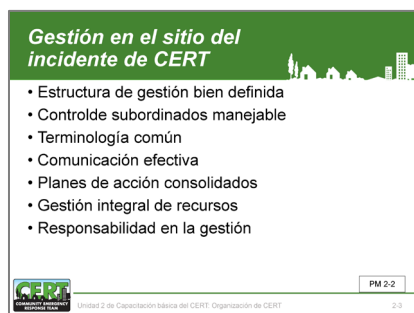 Gestión en el sitio del
incidente de CERT
• Estructura de gestión bien definida
• Controlde subordinados manejable
• Terminología común
• Comunicación efectiva
• Planes de acción consolidados
• Gestión integral de recursos
• Responsabilidad en la gestión
PM 2-2
CERT
COMMUNITY EMERGENCY
RESPONSE TEAM
Unidad 2 de Capacitación básica del CERT: Organización de CERT
2-3